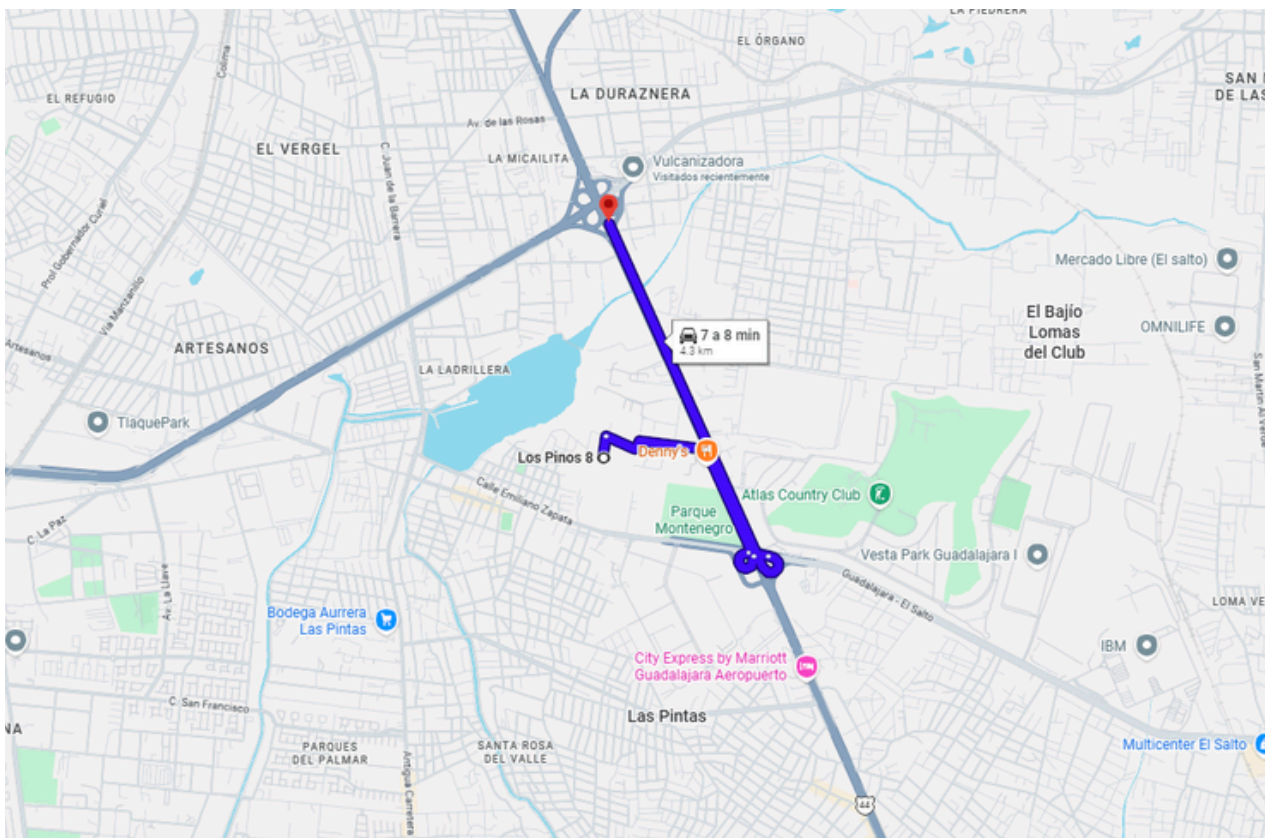 LA PIEDRERA
EL ÓRGANO
EL REFUGIO
Colima
LA DURAZNERA
SAN
DE LAS
Av. de las Rosas
EL VERGEL
C. Juan de la Barrera
LA MICAILITA
Vulcanizadora
Visitados recientemente
Prol Gobernador Curiel
Vía Manzanillo
Mercado Libre (El salto)
El Bajío
Lomas
del Club
OMNILIFE
7 a 8 min
4.3 km
Artesanos
ARTESANOS
LA LADRILLERA
San Martin Al Verde
TlaquePark
Los Pinos 8
Denny's
Calle Emiliano Zapata
Atlas Country Club
Parque
Montenegro
C. La Paz
Vesta Park Guadalajara I
Av. La Llave
Guadalajara - El Salto
LOMA VE
Bodega Aurrera
Las Pintas
IBM
City Express by Marriott
Guadalajara Aeropuerto
C. San Francisco
Las Pintas
NA
PARQUES
DEL PALMAR
SANTA ROSA
DEL VALLE
Antigua Carretera
Multicenter El Salto
44